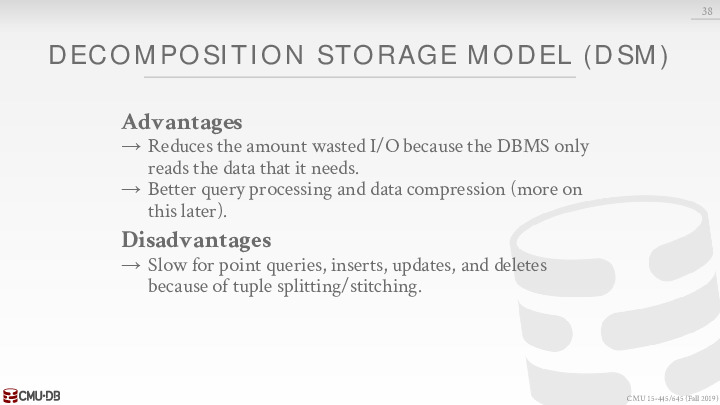 38
DECOMPOSITION STORAGE MODEL (DSM)
Advantages
→ Reduces the amount wasted I/O because the DBMS only
reads the data that it needs.
→ Better query processing and data compression (more on
this later).
Disadvantages
→ Slow for point queries, inserts, updates, and deletes
because of tuple splitting/stitching.
CMU·DB
CMU 15-445/645 (Fall 2019)